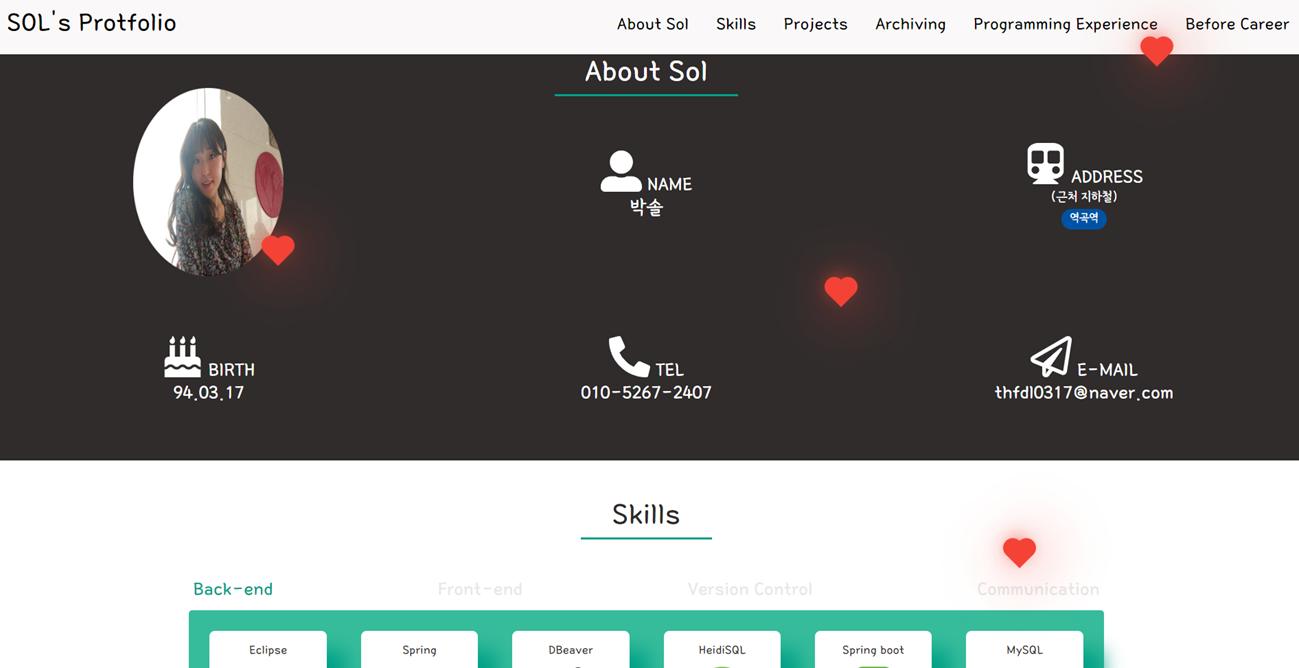 SOL's Protfolio
About Sol
Skills
Projects
Archiving
Programming Experience
Before Career
About Sol
NAME
박솔
ADDRESS
(근처 지하철)
역곡역
BIRTH
94.03.17
TEL
010-5267-2407
E-MAIL
thfdl0317@naver.com
Skills
Back-end
Front-end
Version Control
Communication
Eclipse
Spring
DBeaver
HeidiSQL
Spring boot
MySQL